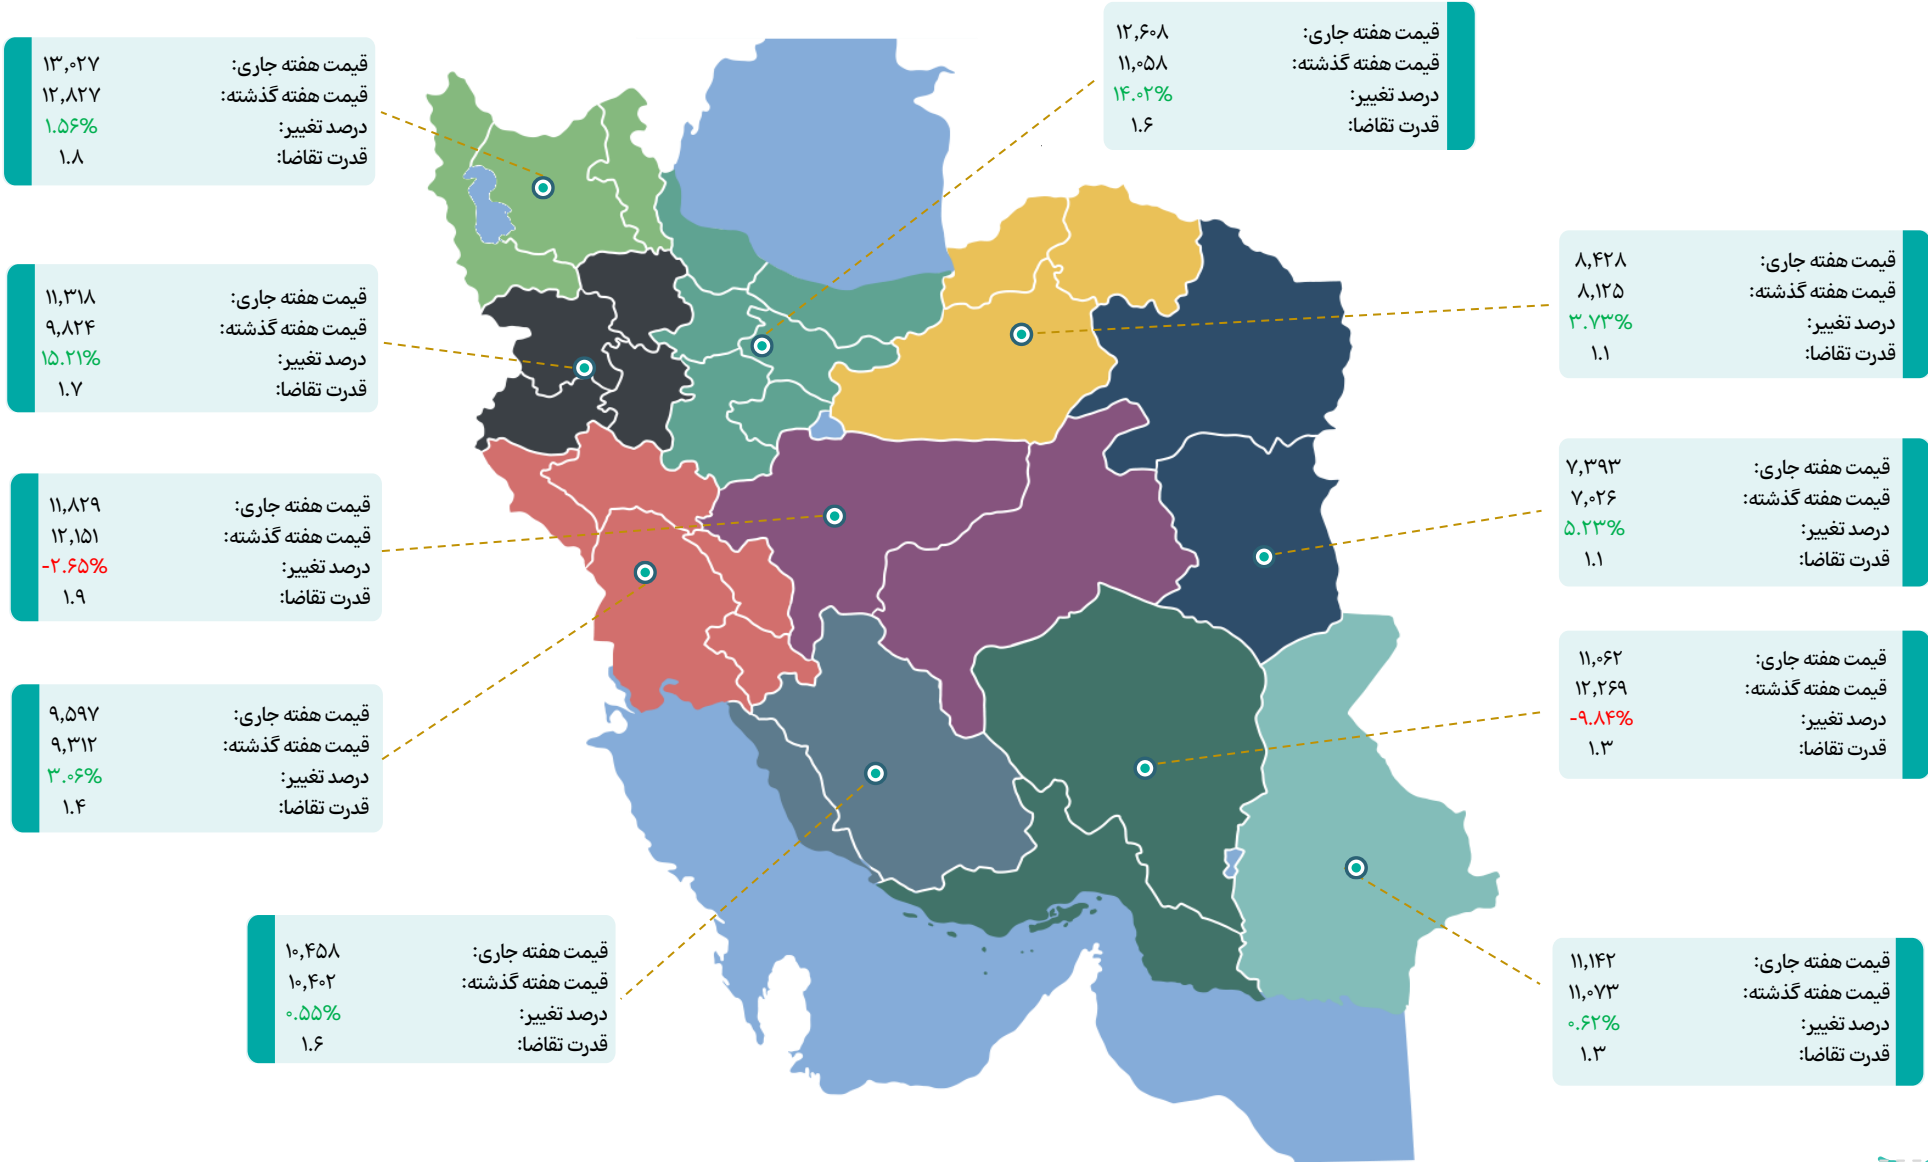 قیمت هفته جاری: ۱۲,۶۰۸
قیمت هفته گذشته: ۱۱,۰۵۸
درصد تغییر: ۱۴.۰۲%
قدرت تقاضا: ۱.۶
قیمت هفته جاری: ۱۳,۰۲۷
قیمت هفته گذشته: ۱۲,۸۲۷
درصد تغییر: ۱.۵۶%
قدرت تقاضا: ۱.۸
قیمت هفته جاری: ۸,۴۲۸
قیمت هفته گذشته: ۸,۱۲۵
درصد تغییر: ۳.۷۳%
قدرت تقاضا: ۱.۱
قیمت هفته جاری: ۱۱,۳۱۸
قیمت هفته گذشته: ۹,۸۲۴
درصد تغییر: ۱۵.۲۱%
قدرت تقاضا: ۱.۷
قیمت هفته جاری: ۷,۳۹۳
قیمت هفته گذشته: ۷,۰۲۶
درصد تغییر: ۵.۲۳%
قدرت تقاضا: ۱.۱
قیمت هفته جاری: ۱۱,۸۲۹
قیمت هفته گذشته: ۱۲,۱۵۱
درصد تغییر: -۲.۶۵%
قدرت تقاضا: ۱.۹
قیمت هفته جاری: ۱۱,۰۶۲
قیمت هفته گذشته: ۱۲,۲۶۹
درصد تغییر: -۹.۸۴%
قدرت تقاضا: ۱.۳
قیمت هفته جاری: ۹,۵۹۷
قیمت هفته گذشته: ۹,۳۱۲
درصد تغییر: ۳.۰۶%
قدرت تقاضا: ۱.۴
قیمت هفته جاری: ۱۱,۱۴۲
قیمت هفته گذشته: ۱۱,۰۷۳
درصد تغییر: ۰.۶۲%
قدرت تقاضا: ۱.۳
قیمت هفته جاری: ۱۰,۴۵۸
قیمت هفته گذشته: ۱۰,۴۰۲
درصد تغییر: ۰.۵۵%
قدرت تقاضا: ۱.۶